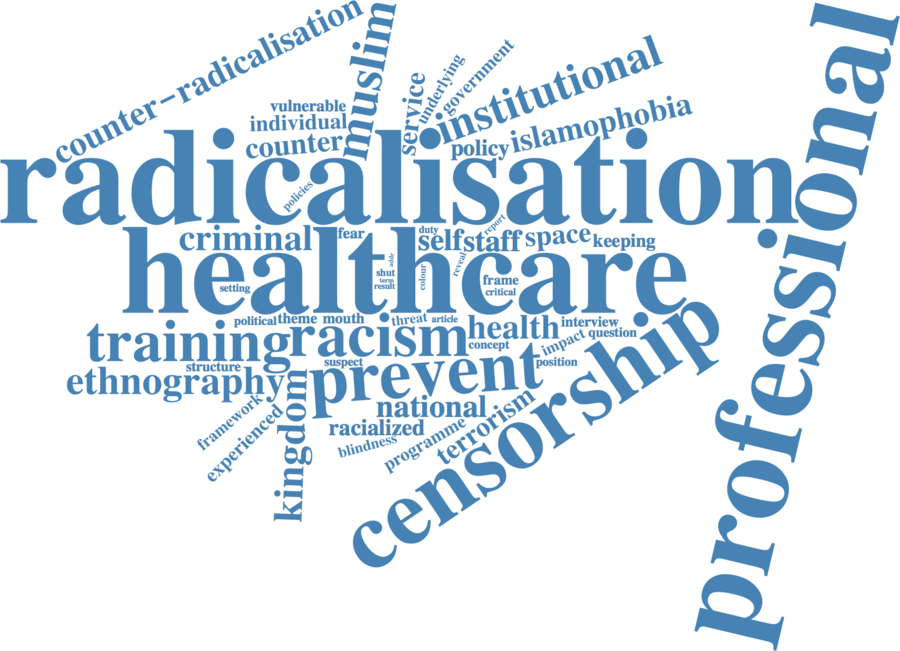 counter-radicalisation
muslim
professional
vulnerable
individual
counter
service
underlying
government
institutional
policy
islamophobia
radicalisation
policies
criminal
fear
duty
self
staff
report
space
keeping
healthcare
setting
shut
addr
term
result
colour
reveal
frame
critical
political
theme
mouth
threat
article
training
racism
health
interview
concept
impact
question
structure
suspect
position
ethnography
prevent
censorship
kingdom
national
framework
experienced
racialized
terrorism
blindness
programme